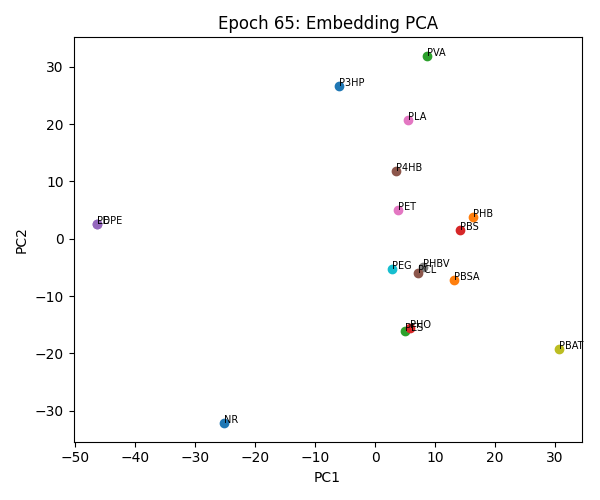 Epoch 65: Embedding PCA
PVA
P3HP
PLA
P4HB
PET
PHB
PBS
PEG
PHBV
PCL
PBSA
PHO
PES
PBAT
NR
30
20
10
0
−10
−20
−30
PC2
−50
−40
−30
−20
−10
0
10
20
30
PC1